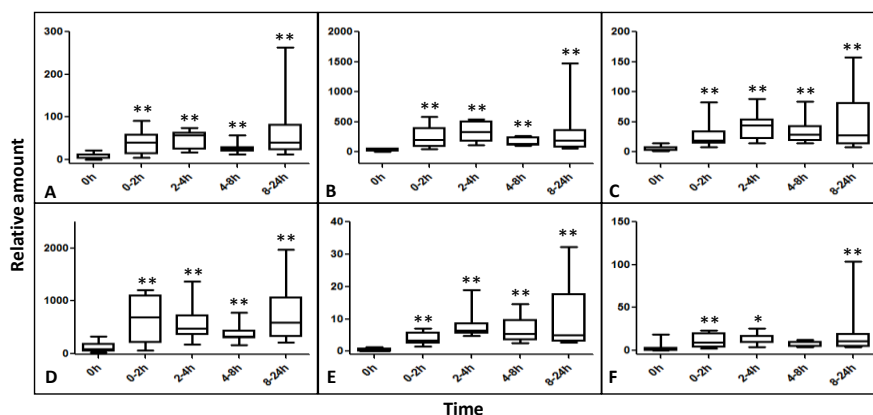 300
**
200
100
**
**
**
0
A
0h
0-2h
2-4h
4-8h
8-24h
2000
**
1500
1000
**
**
500
**
0
B
0h
0-2h
2-4h
4-8h
8-24h
200
**
150
**
**
**
100
50
0
C
0h
0-2h
2-4h
4-8h
8-24h
Relative amount
2000
**
**
**
1000
**
0
D
0h
0-2h
2-4h
4-8h
8-24h
40
**
30
**
20
**
10
**
0
E
0h
0-2h
2-4h
4-8h
8-24h
150
**
100
50
**
*
0
F
0h
0-2h
2-4h
4-8h
8-24h
Time